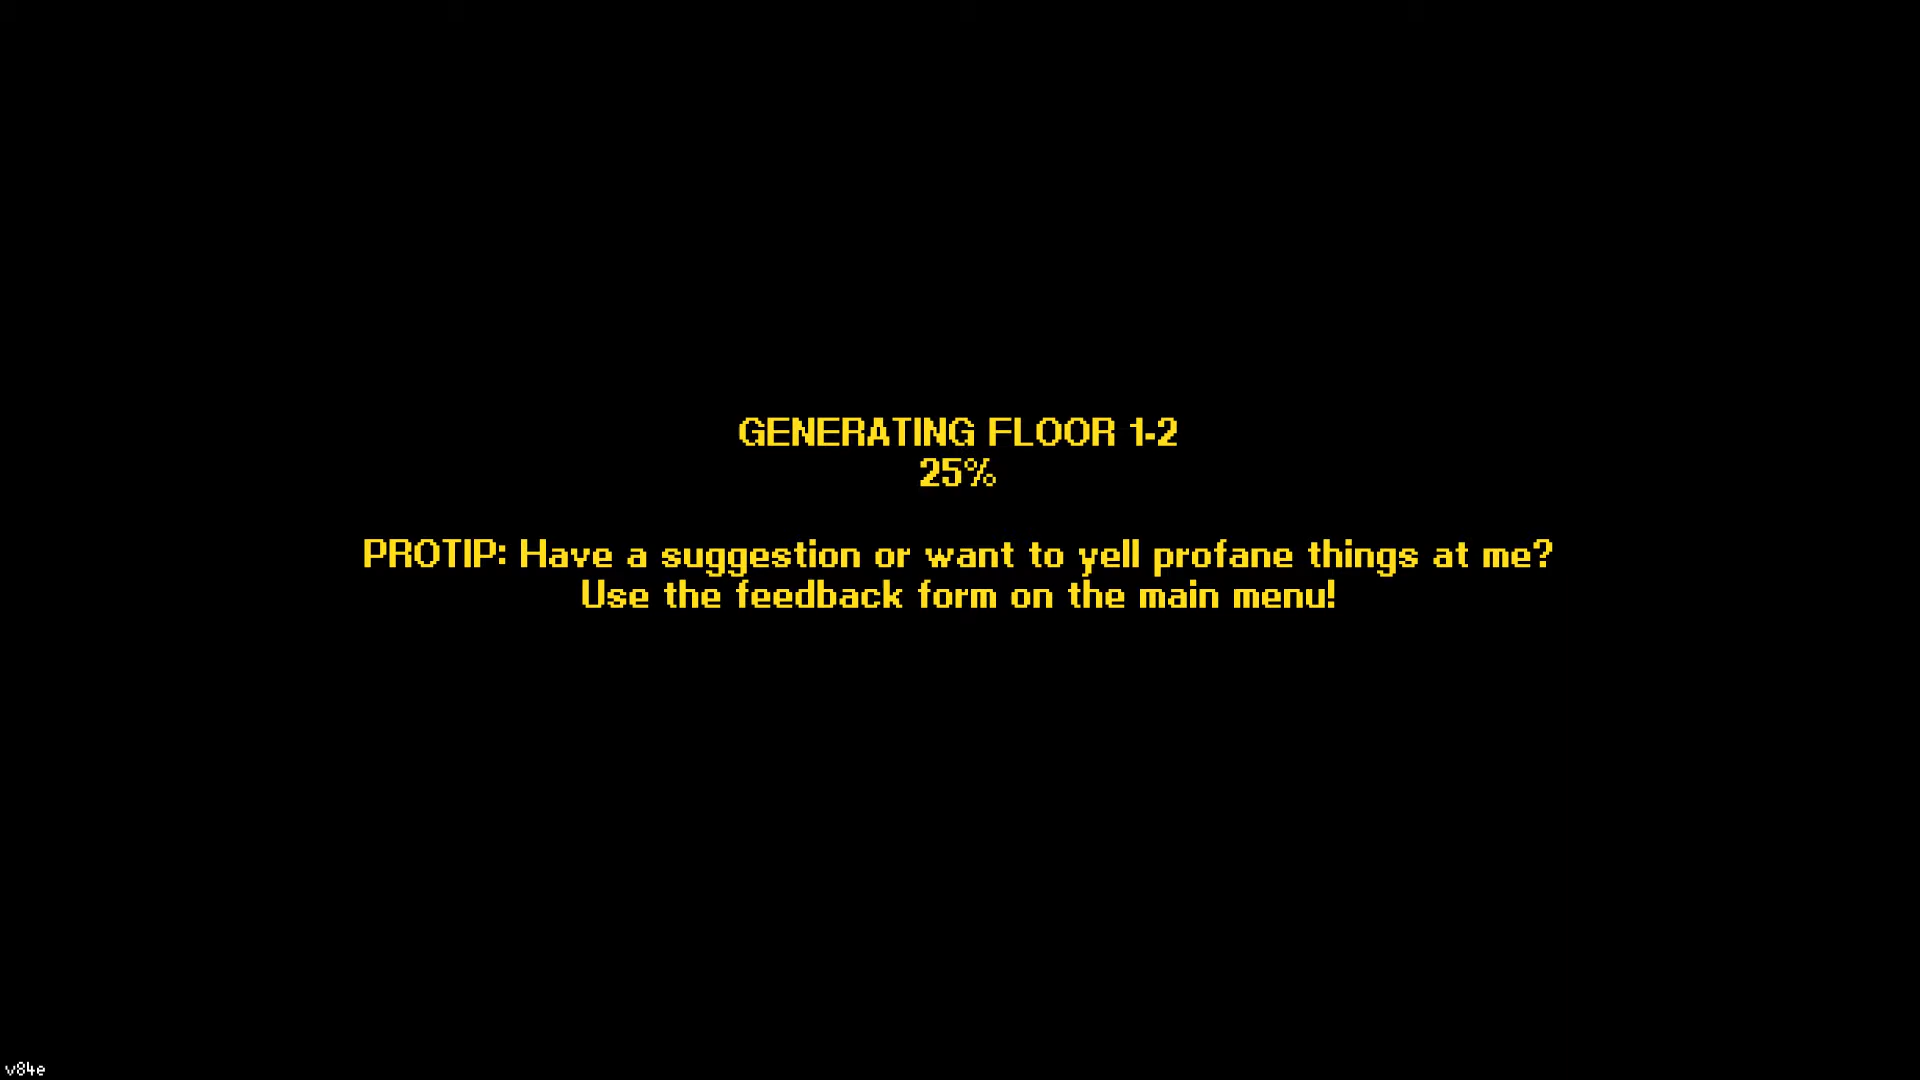 GENERATING FLOOR 1-2
25%
PROTIP: Have a suggestion or want to yell profane things at me?
Use the feedback form on the main menu!
v84e